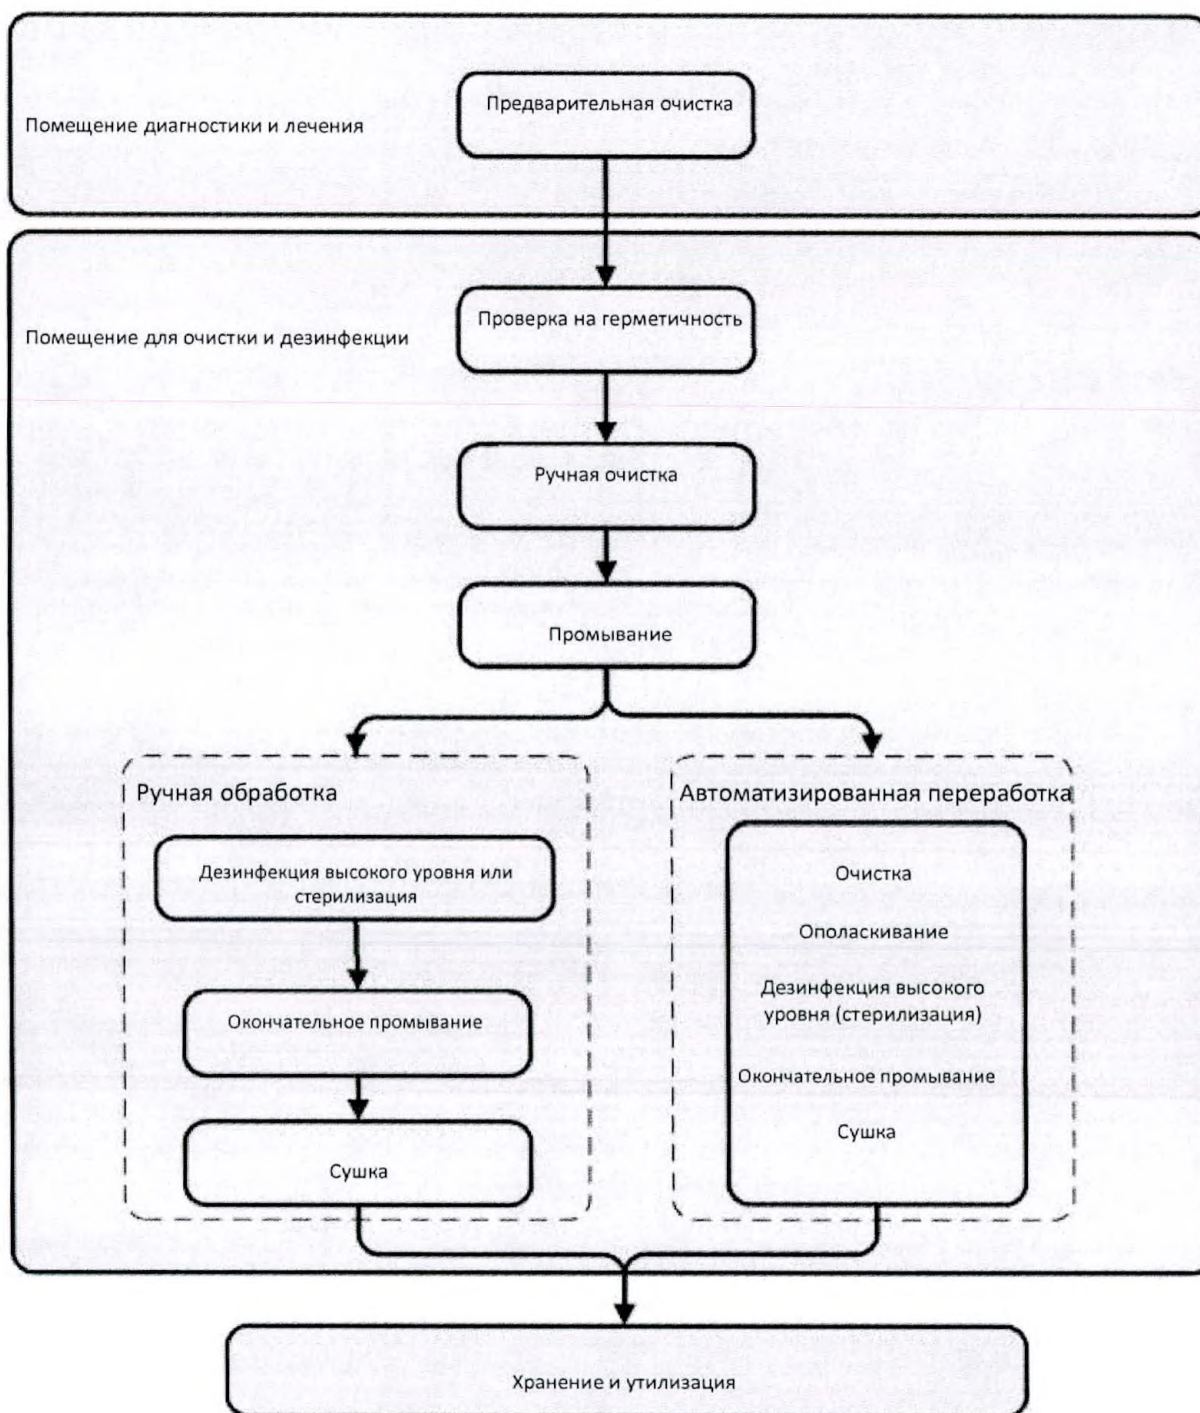 Предварительная очистка
Помещение диагностики и лечения
Проверка на герметичность
Помещение для очистки и дезинфекции
Ручная очистка
Промывание
Ручная обработка
Дезинфекция высокого уровня или
стерилизация
Окончательное промывание
Сушка
Автоматизированная переработка
Очистка
Ополаскивание
Дезинфекция высокого
уровня (стерилизация)
Окончательное промывание
Сушка
Хранение и утилизация